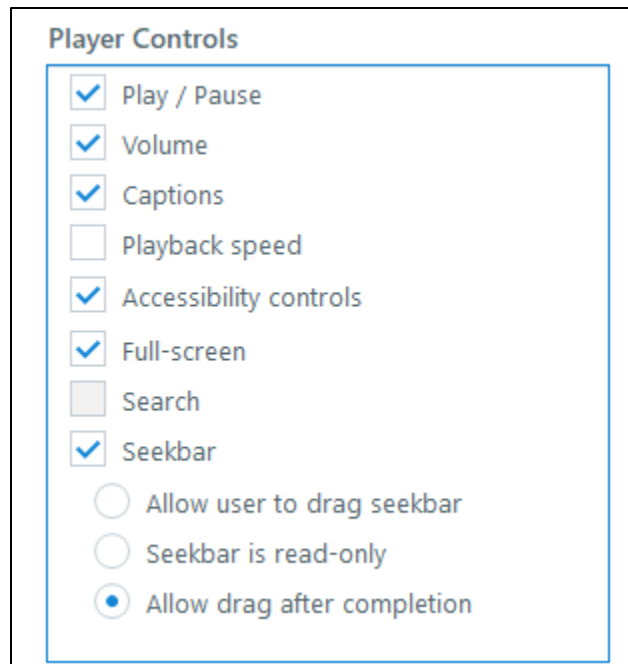 Player Controls
Play / Pause
Volume
Captions
Playback speed
Accessibility controls
Full-screen
Search
Seekbar
Allow user to drag seekbar
Seekbar is read-only
Allow drag after completion